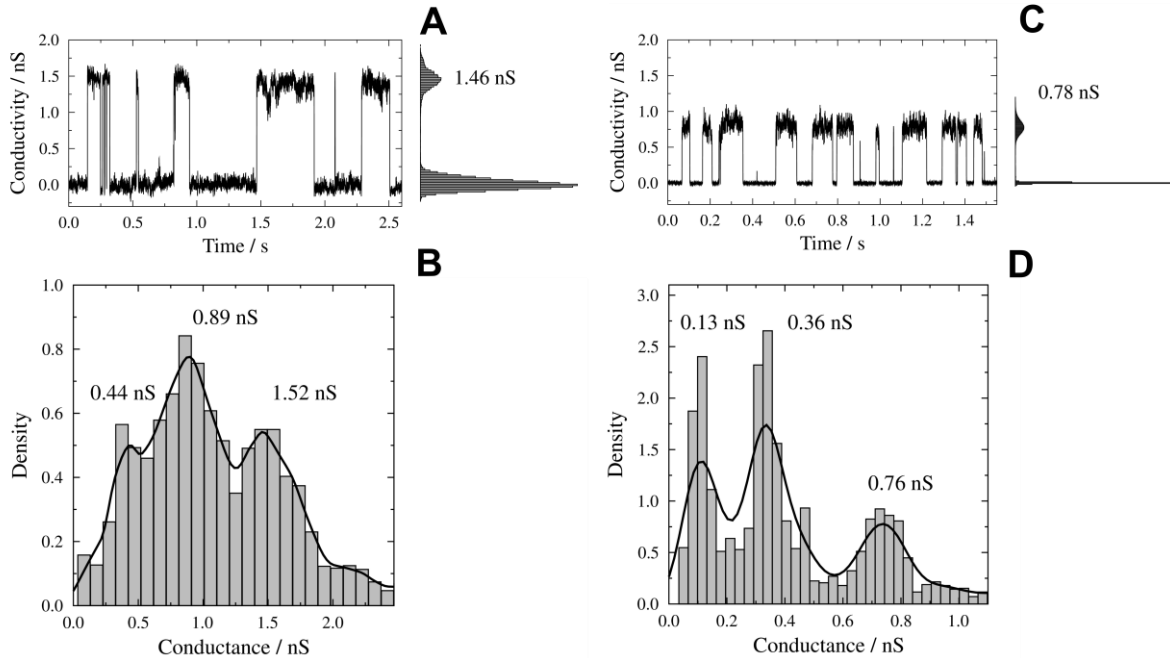 A
Conductivity / nS
2.0
1.5
1.0
0.5
0.0
1.46 nS
0.0 0.5 1.0 1.5 2.0 2.5
Time / s
C
Conductivity / nS
2.0
1.5
1.0
0.5
0.0
0.78 nS
0.0 0.2 0.4 0.6 0.8 1.0 1.2 1.4
Time / s
B
Density
1.0
0.8
0.6
0.4
0.2
0.0
0.89 nS
0.44 nS
1.52 nS
0.0 0.5 1.0 1.5 2.0
Conductance / nS
D
Density
3.0
2.5
2.0
1.5
1.0
0.5
0.0
0.13 nS 0.36 nS
0.76 nS
0.0 0.2 0.4 0.6 0.8 1.0
Conductance / nS